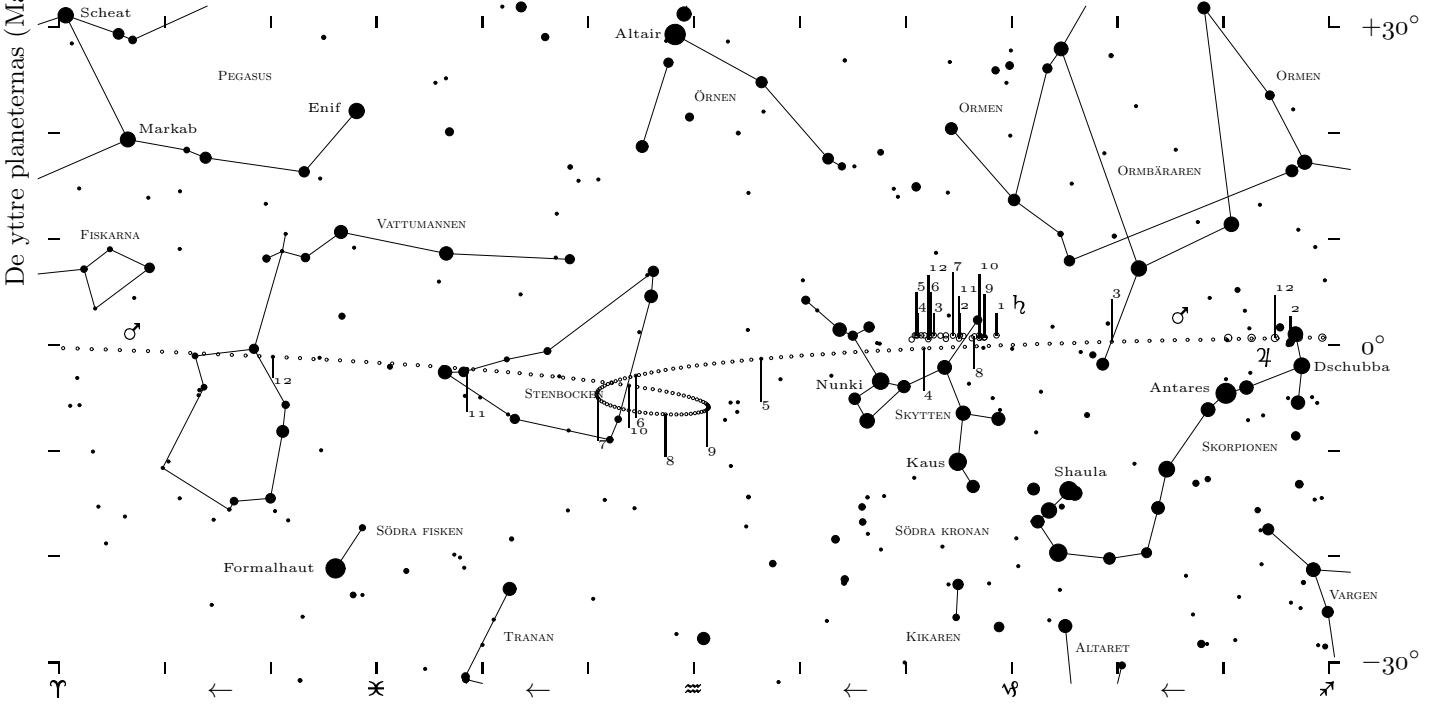 De yttre planeternas (Ma
Scheat
Altair
+30°
PEGASUS
ORMEN
Enif
ÖRNEN
ORMEN
Markab
ORMBÄRAREN
VATTUMANNEN
FISKARNA
12 7 10
5 6 11 9 12
4 3 2 1 ♄ 3 ♂ 2
♂
0°
♃
12
8
Dschubba
Nunki
Antares
STENBOCKEN
4
11 6 5
SKYTTEN
10
7 8 9
SKORPIONEN
Kaus
Shaula
SÖDRA FISKEN
SÖDRA KRONAN
Formalhaut
VARGEN
TRANAN
KIKAREN
ALTARET
−30°
♈ ← ♓ ← ♒ ← ♑ ← ♐